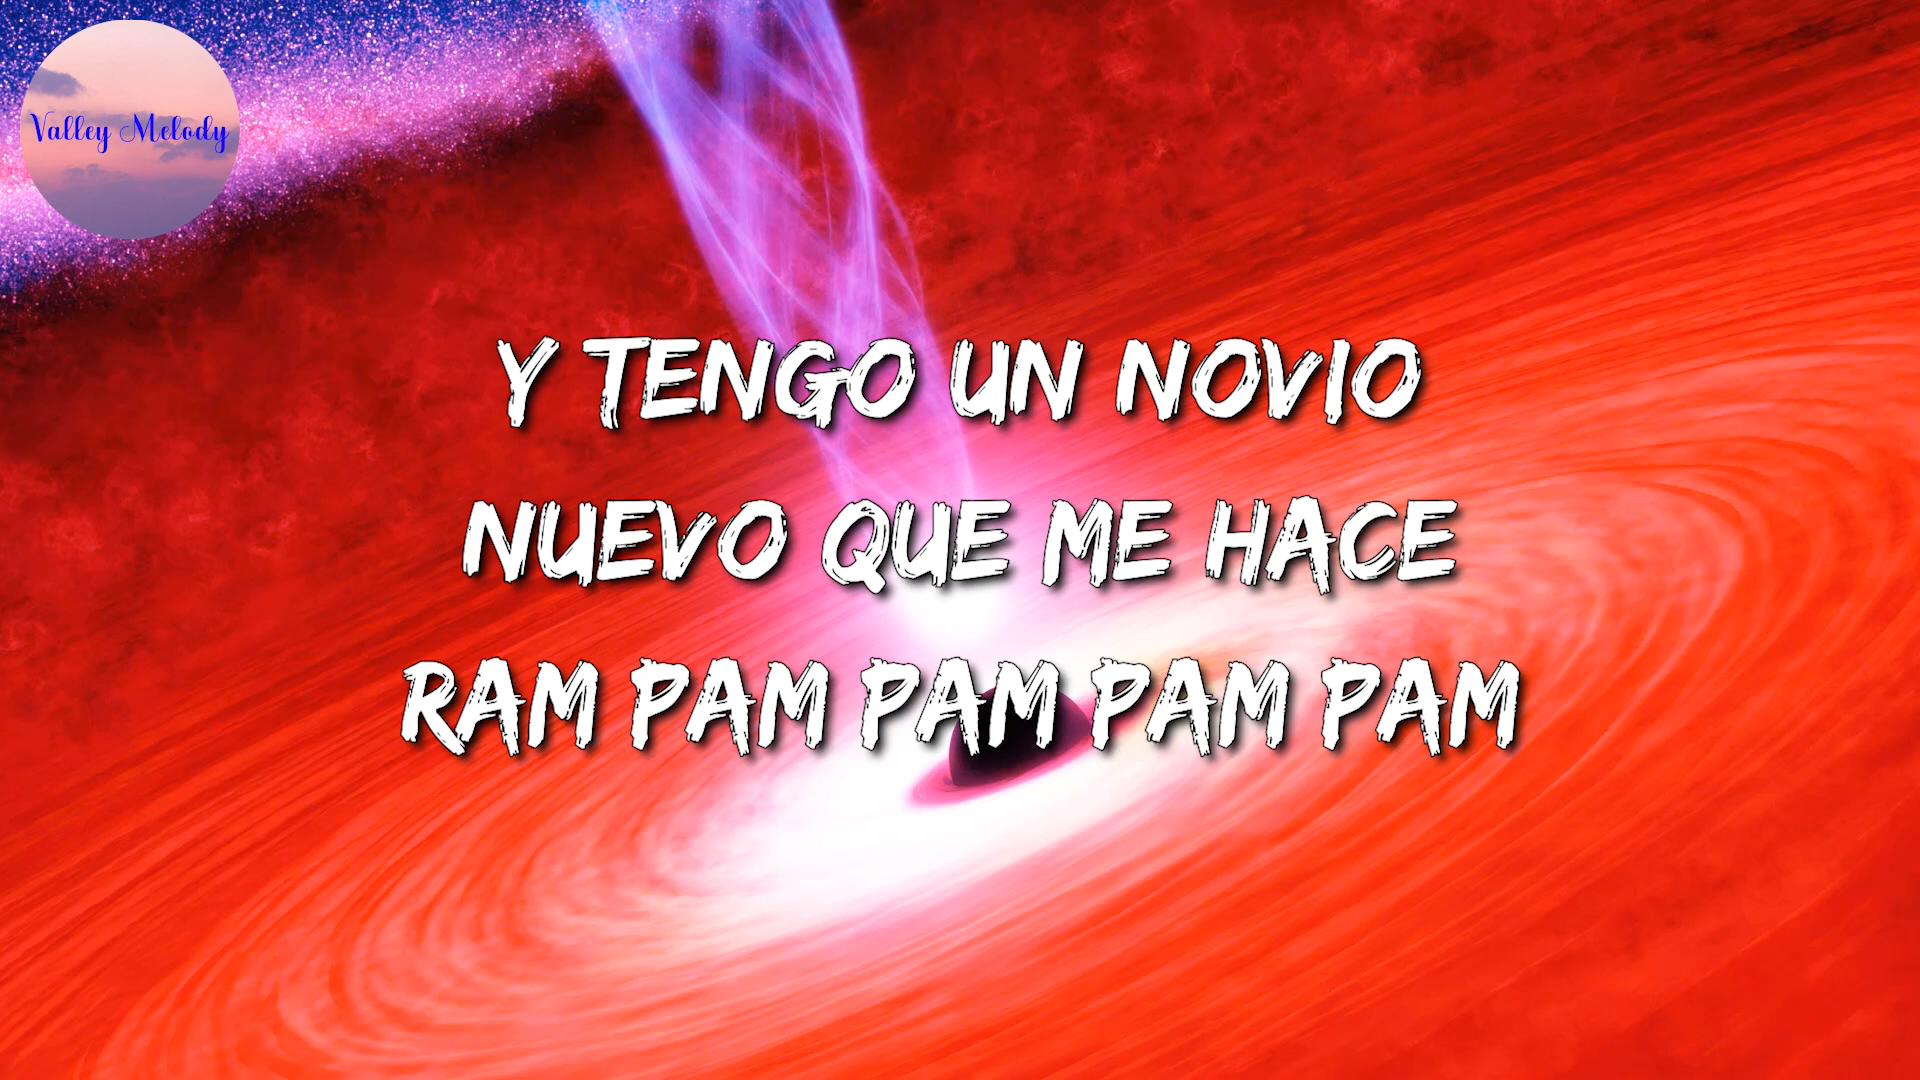 Valley Melody
Y TENGO UN NOVIO
NUEVO QUE ME HACE
RAM PAM PAM PAM PAM